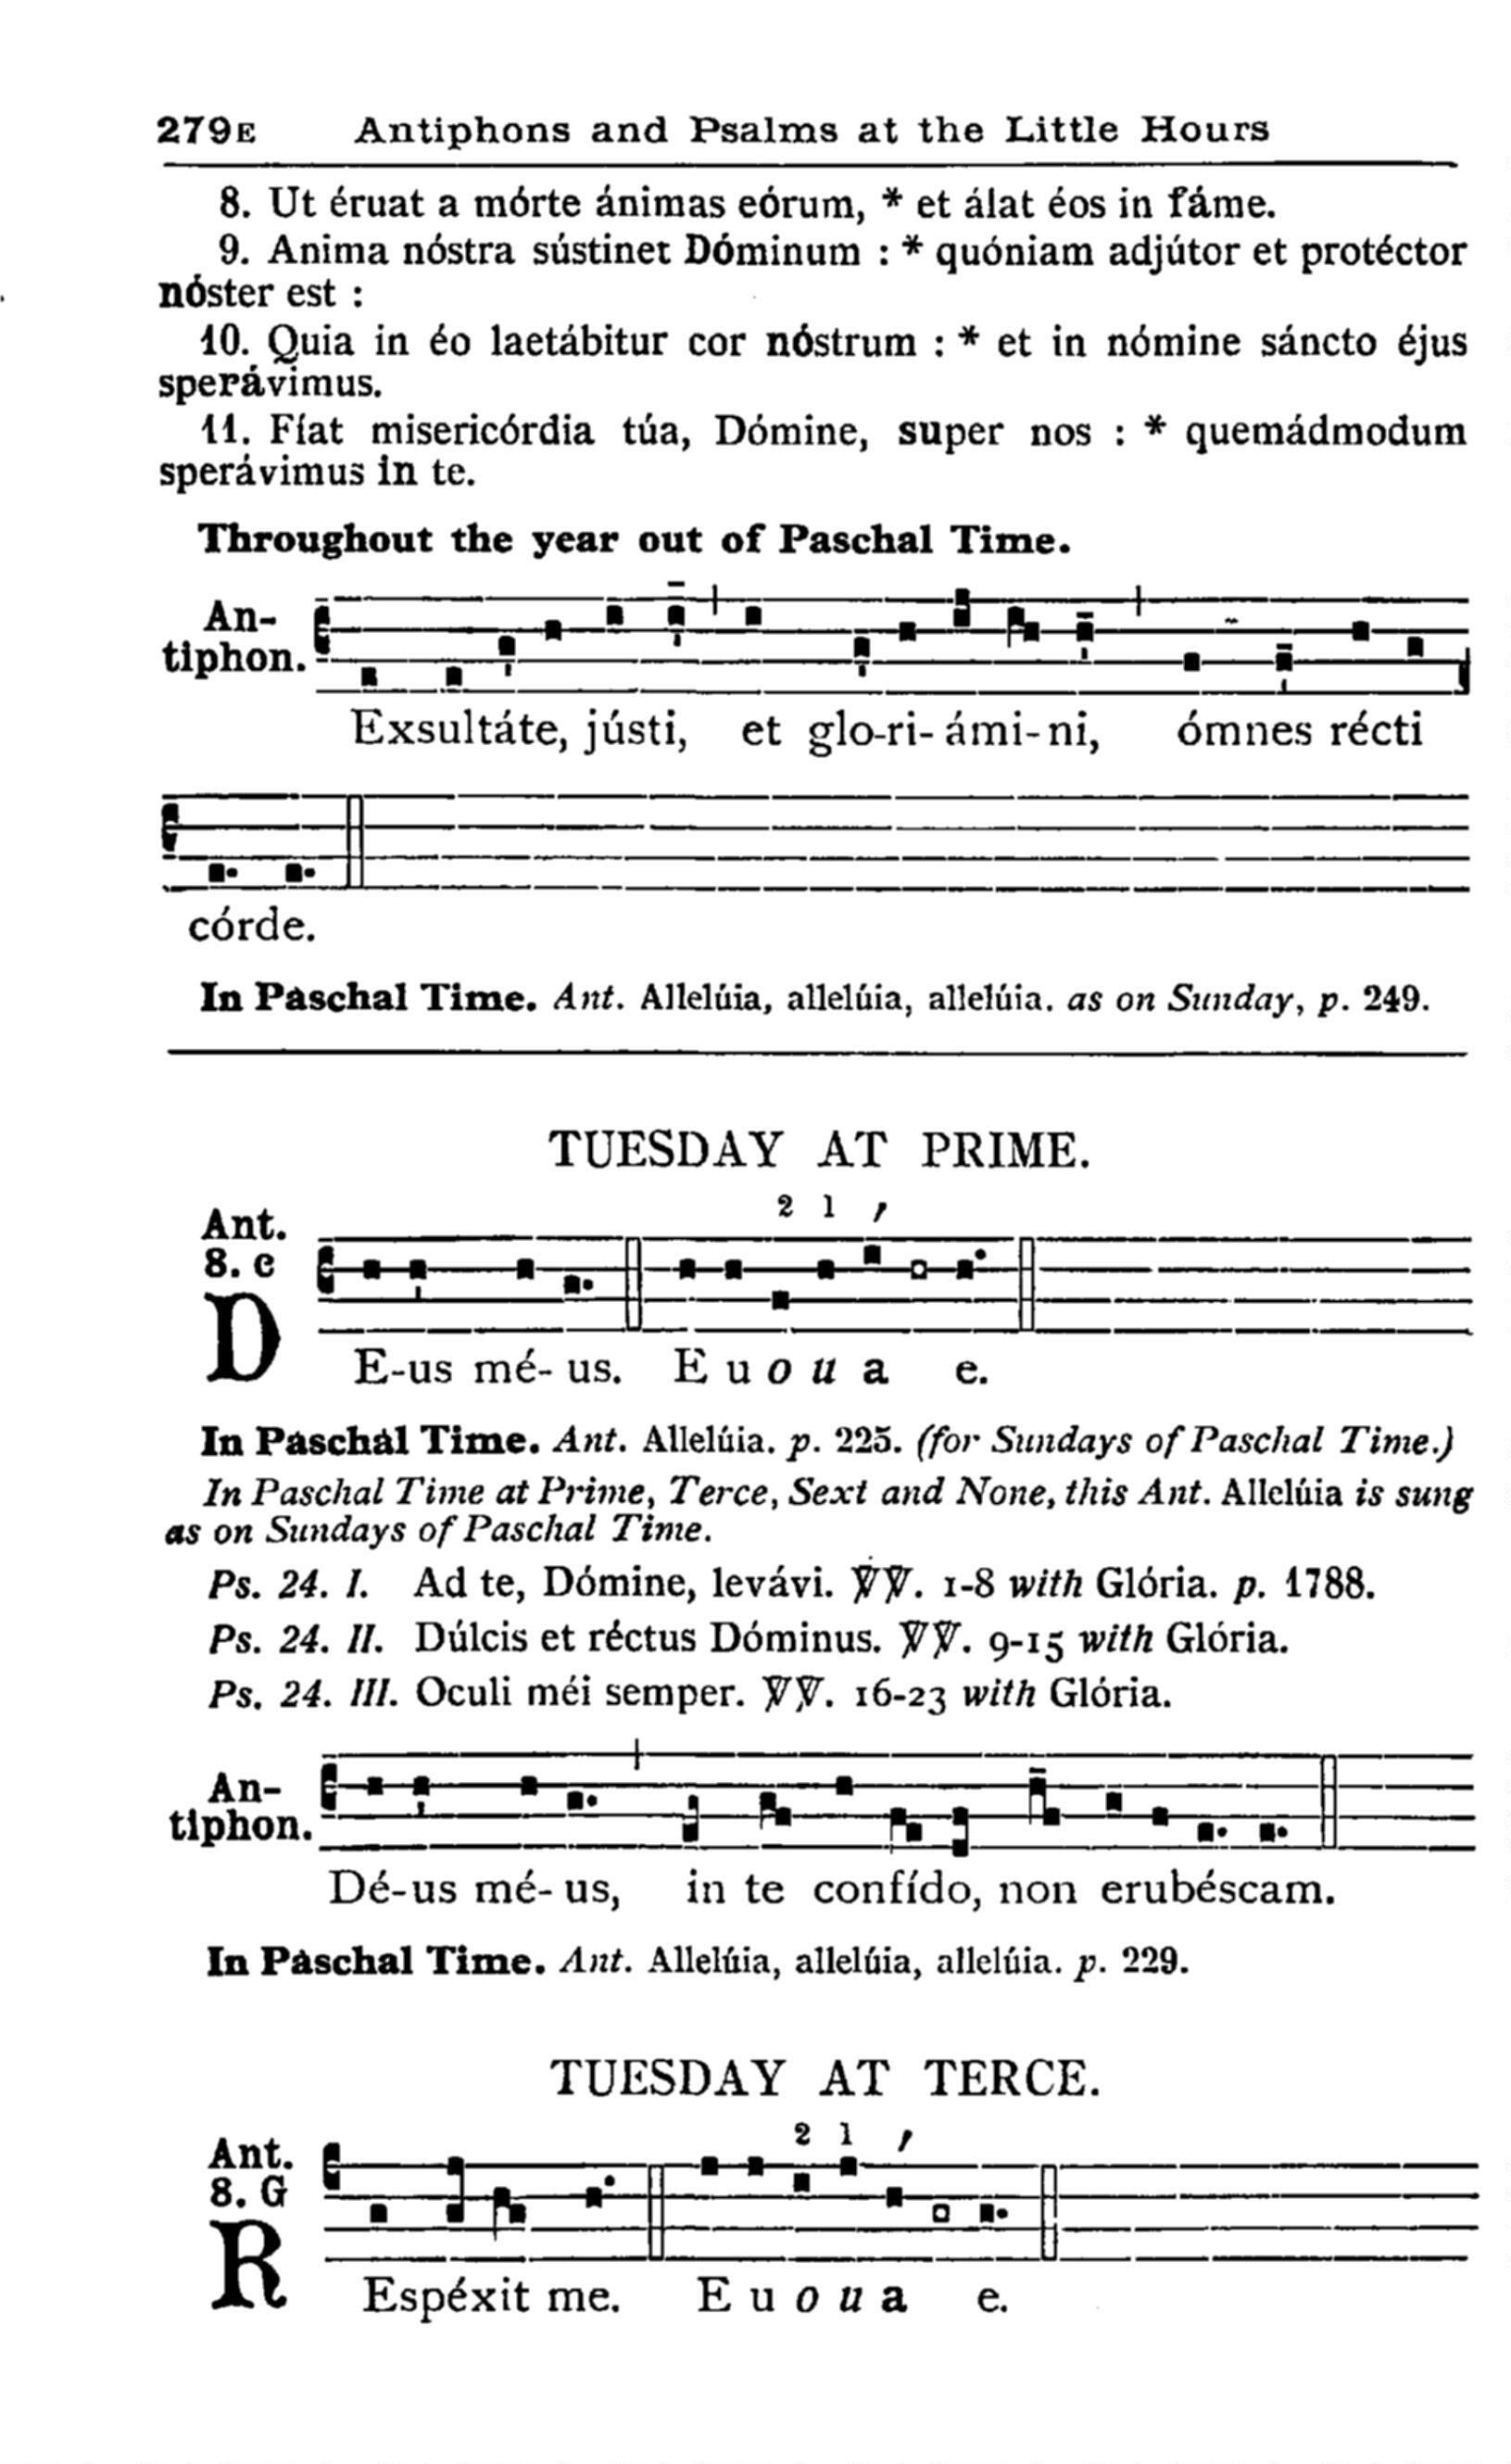 279E Antiphons and Psalms at the Little Hours
8. Ut éruat a mórte ánimas eórum, * et álat éos in fáme.
9. Anima nóstra sústinet Dóminum : * quóniam adjútor et protéctor
nóster est :
10. Quia in éo laetábitur cor nóstrum : * et in nómine sáncto éjus
sperávimus.
11. Fíat misericórdia túa, Dómine, super nos : * quemádmodum
sperávimus in te.
Throughout the year out of Paschal Time.
An-
tiphon.
Exsultáte, jústi, et glo-ri- ámi- ni, ómnes récti
córde.
In Paschal Time. Ant. Allelúia, allelúia, allelúia. as on Sunday, p. 249.
TUESDAY AT PRIME.
2 1 ,
Ant.
8. c
D E-us mé- us. E u o u a e.
In Paschal Time. Ant. Allelúia. p. 225. (for Sundays of Paschal Time.)
In Paschal Time at Prime, Terce, Sext and None, this Ant. Allelúia is sung
as on Sundays of Paschal Time.
Ps. 24. I. Ad te, Dómine, levávi. ℣℣. 1-8 with Glória. p. 1788.
Ps. 24. II. Dúlcis et réctus Dóminus. ℣℣. 9-15 with Glória.
Ps. 24. III. Oculi méi semper. ℣℣. 16-23 with Glória.
An-
tiphon.
Dé-us mé- us, in te confído, non erubéscam.
In Paschal Time. Ant. Allelúia, allelúia, allelúia. p. 229.
TUESDAY AT TERCE.
2 1 ,
Ant.
8. G
R Espéxit me. E u o u a e.